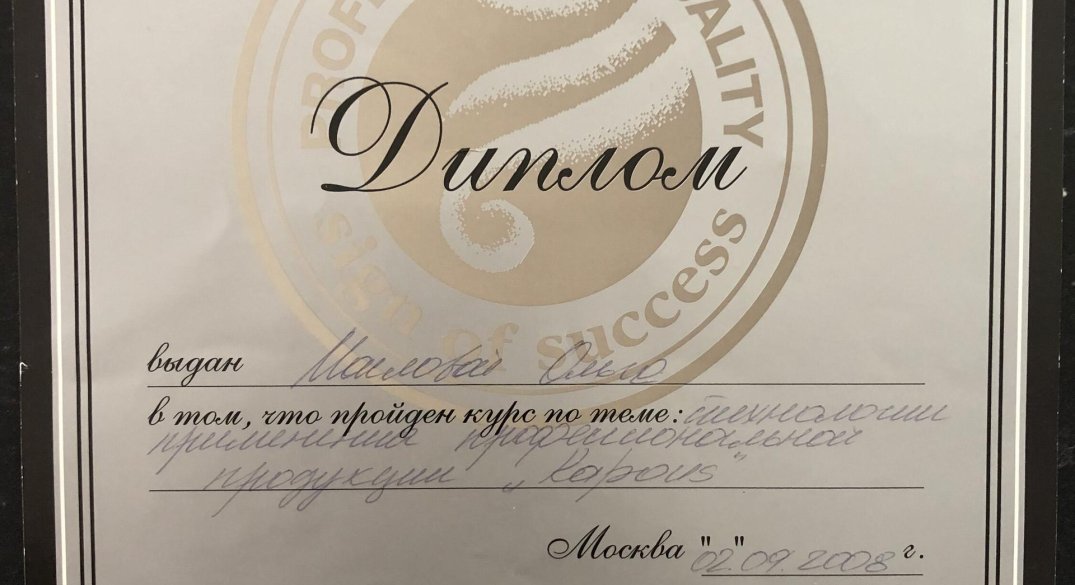 QUALITY
sign of success
Диплом
выдан Масловой Ольге
в том, что пройден курс по теме: технологии
применения профессиональной
продукции „Kapous"
Москва " " 02.09.2008 г.